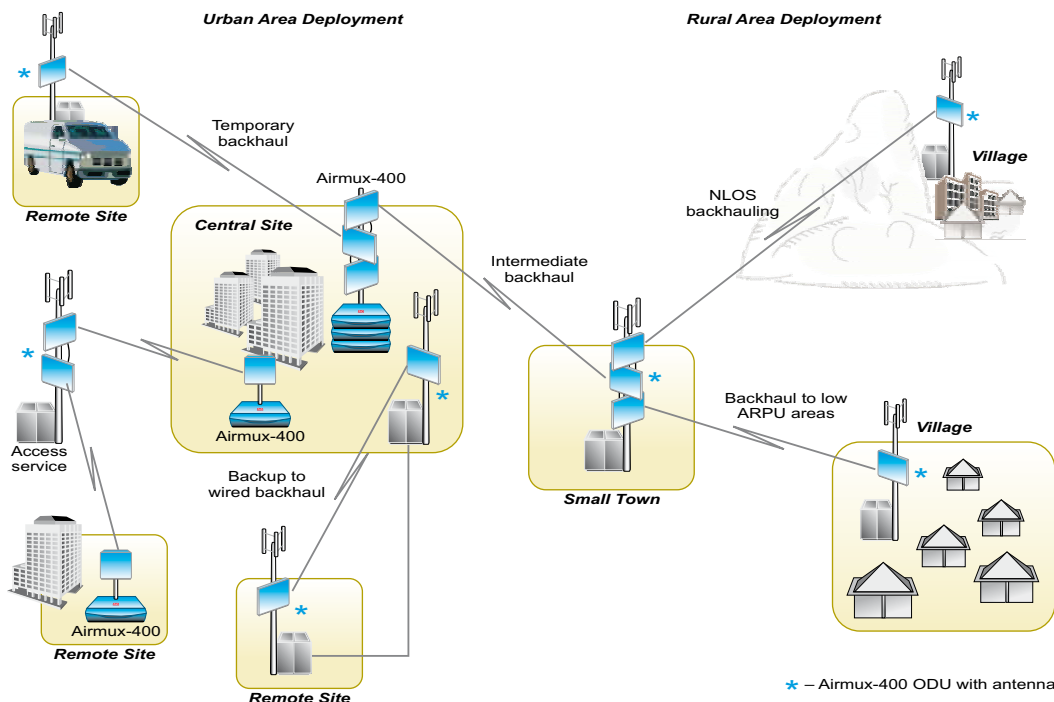 Urban Area Deployment
Rural Area Deployment
*
Temporary
backhaul
Remote Site
Airmux-400
Central Site
*
Village
NLOS
backhauling
Intermediate
backhaul
*
*
*
Airmux-400
Access
service
Backup to
wired backhaul
Small Town
Backhaul to low
ARPU areas
Village
*
Airmux-400
Remote Site
*
Remote Site
* – Airmux-400 ODU with antenna